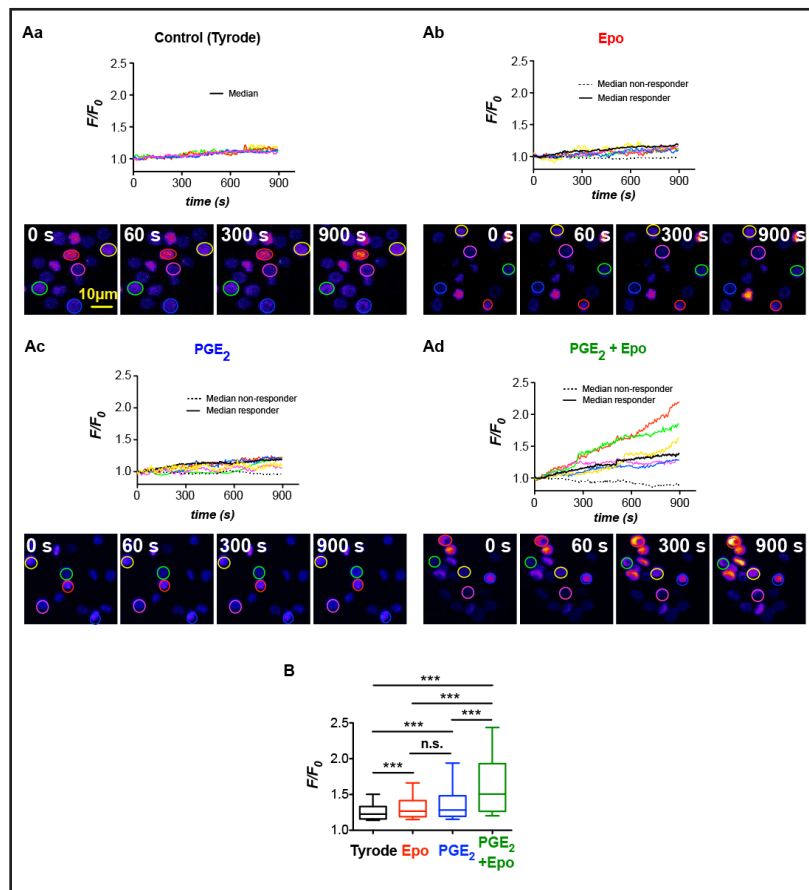 Aa
Control (Tyrode)
2.5
2.0
1.5
1.0
F/F0
Median
0 300 600 900
time (s)
0 s 60 s 300 s 900 s
10µm
Ab
Epo
2.5
2.0
1.5
1.0
F/F0
Median non-responder
Median responder
0 300 600 900
time (s)
0 s 60 s 300 s 900 s
Ac
PGE2
2.5
2.0
1.5
1.0
F/F0
Median non-responder
Median responder
0 300 600 900
time (s)
0 s 60 s 300 s 900 s
Ad
PGE2 + Epo
2.5
2.0
1.5
1.0
F/F0
Median non-responder
Median responder
0 300 600 900
time (s)
0 s 60 s 300 s 900 s
B
***
***
*** ***
n.s.
***
2.5
2.0
1.5
1.0
F/F0
Tyrode Epo PGE2 PGE2
+Epo